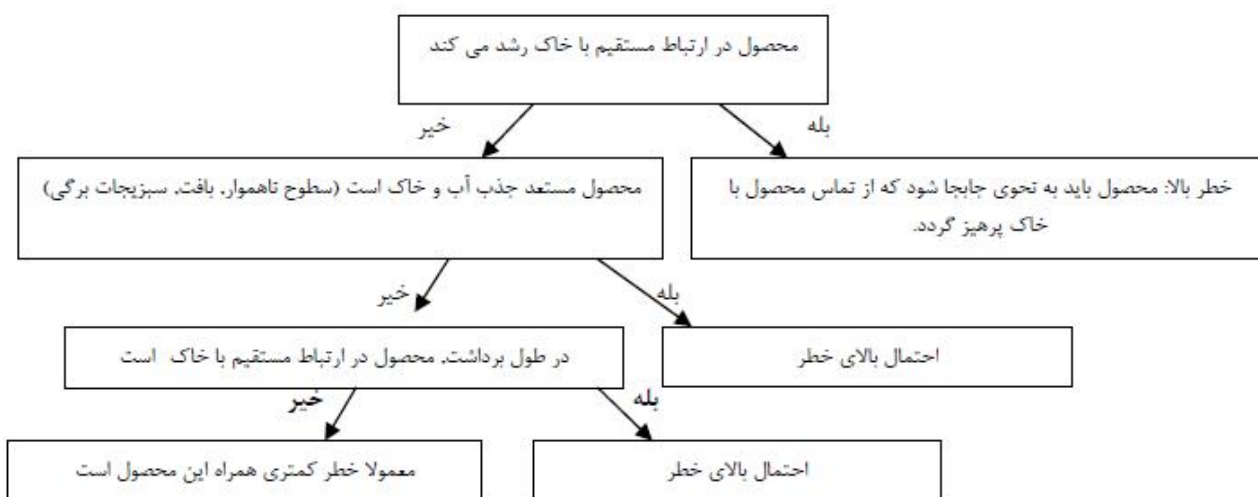 محصول در ارتباط مستقیم با خاک رشد می کند
بله
خیر
خطر بالا: محصول باید به نحوی جابجا شود که از تماس محصول با
خاک پرهیز گردد.
محصول مستعد جذب آب و خاک است (سطوح ناهموار، بافت، سبزیجات برگی)
بله
خیر
احتمال بالای خطر
در طول برداشت، محصول در ارتباط مستقیم با خاک است
بله
خیر
احتمال بالای خطر
معمولا خطر کمتری همراه این محصول است